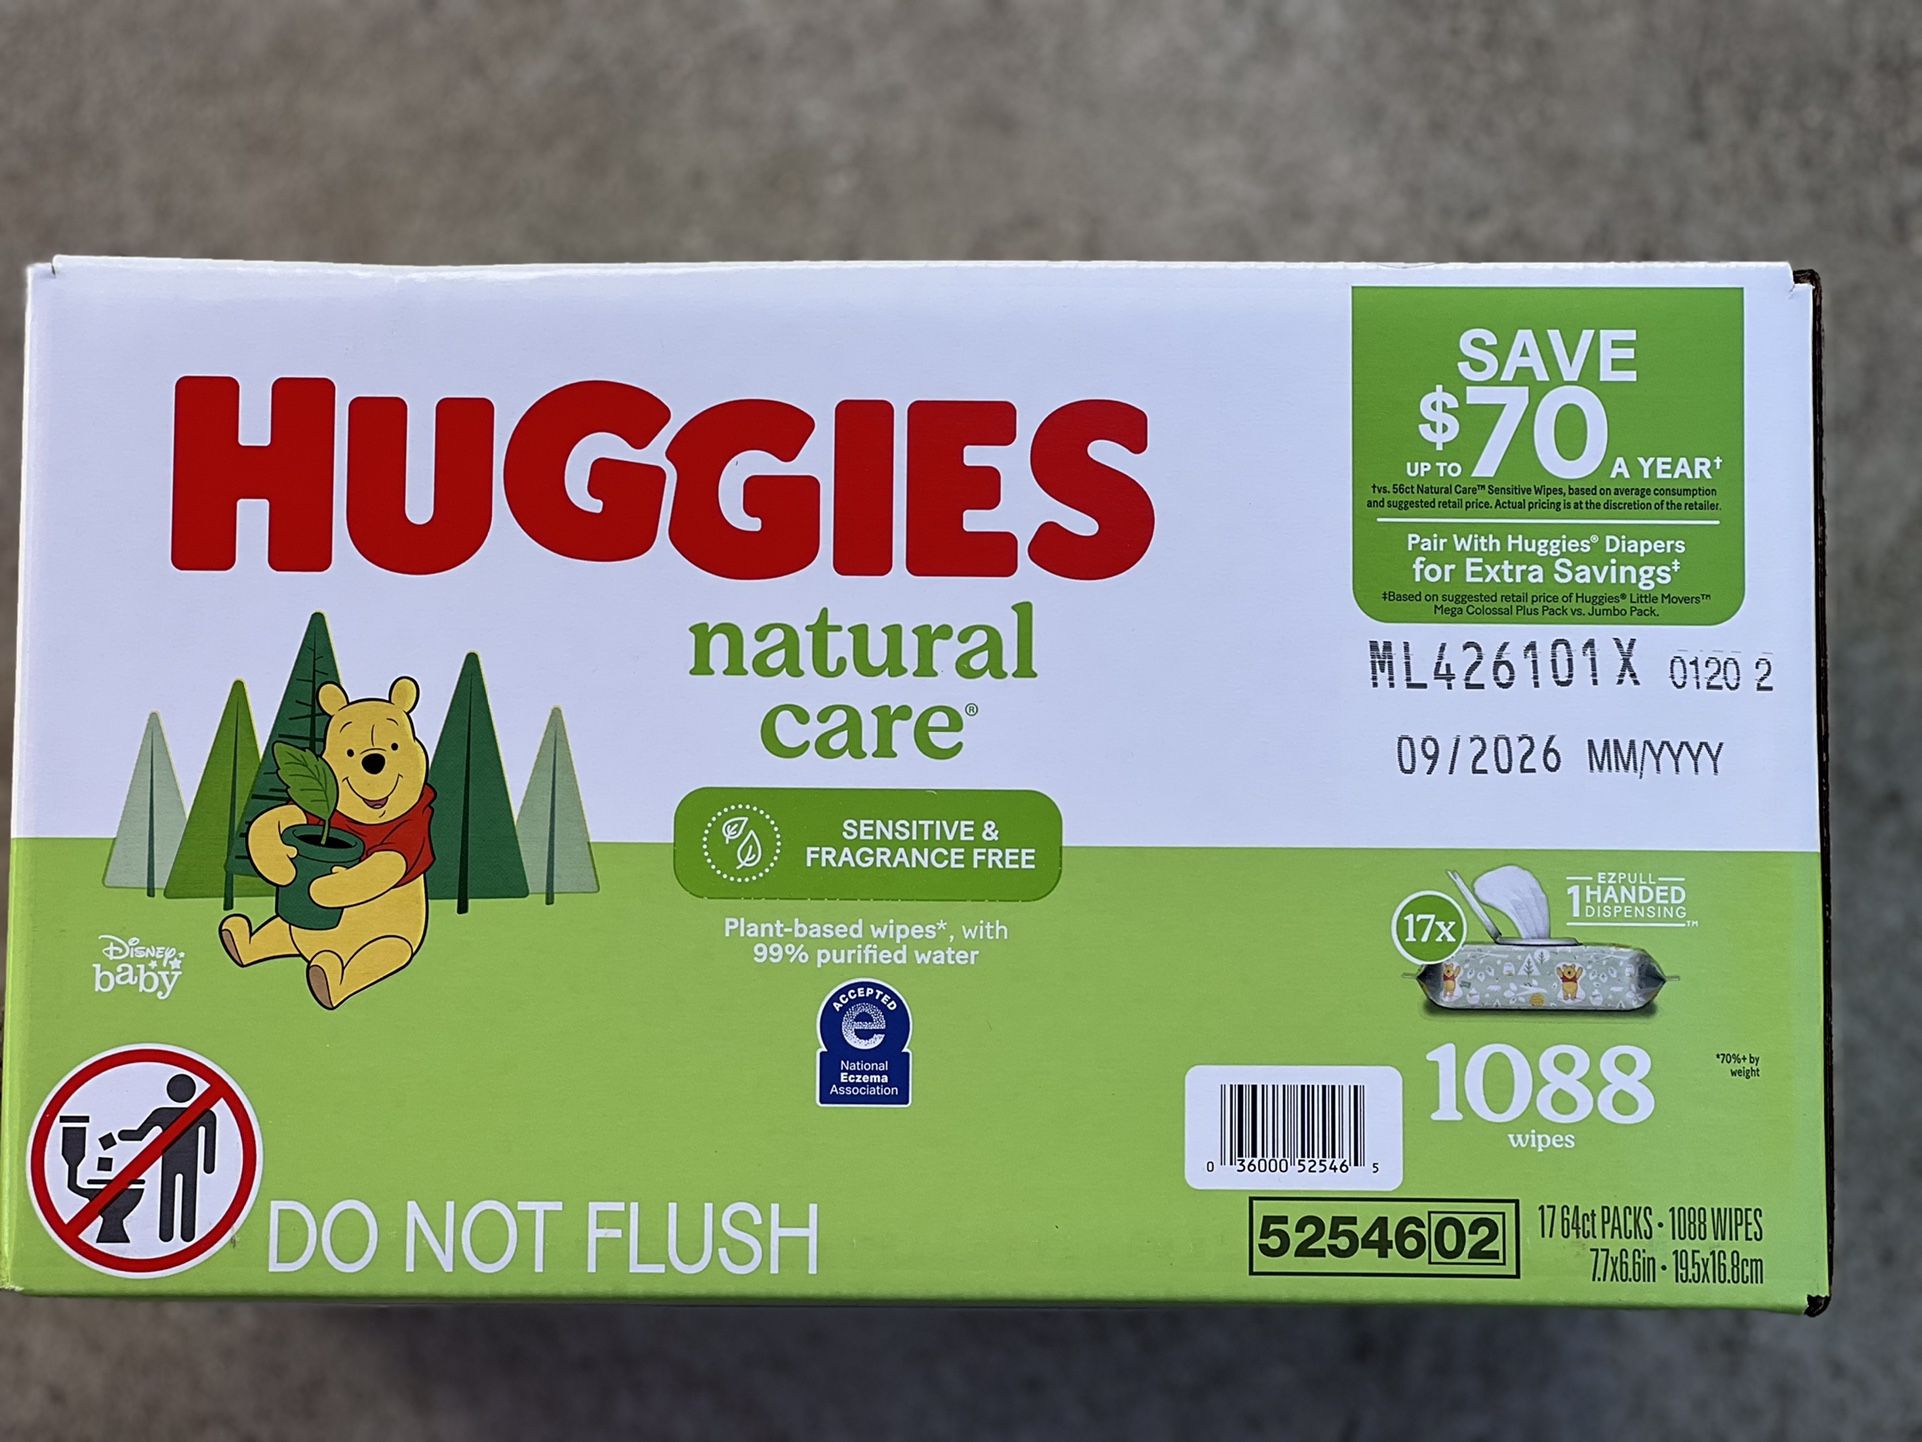 HUGGIES
natural
care®
SENSITIVE &
FRAGRANCE FREE
Plant-based wipes*, with
99% purified water
ACCEPTED
e
National
Eczema
Association
Disney
baby
DO NOT FLUSH
SAVE
UP TO $70 A YEAR†
†vs. 56ct Natural Care™ Sensitive Wipes, based on average consumption
and suggested retail price. Actual pricing is at the discretion of the retailer.
Pair With Huggies® Diapers
for Extra Savings‡
‡Based on suggested retail price of Huggies® Little Movers™
Mega Colossal Plus Pack vs. Jumbo Pack.
ML426101X 0120 2
09/2026 MM/YYYY
17x
EZPULL
1HANDED
DISPENSING™
1088
wipes
*70%+ by
weight
0 36000 52546 5
5254602
17 64ct PACKS • 1088 WIPES
7.7x6.6in • 19.5x16.8cm